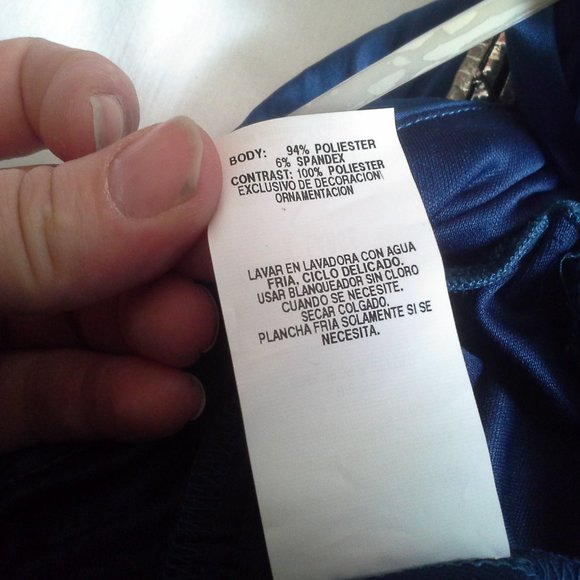 BODY: 94% POLIESTER
6% SPANDEX
CONTRAST: 100% POLIESTER
EXCLUSIVO DE DECORACION\
ORNAMENTACION
LAVAR EN LAVADORA CON AGUA
FRIA, CICLO DELICADO.
USAR BLANQUEADOR SIN CLORO
CUANDO SE NECESITE.
SECAR COLGADO.
PLANCHA FRIA SOLAMENTE SI SE
NECESITA.